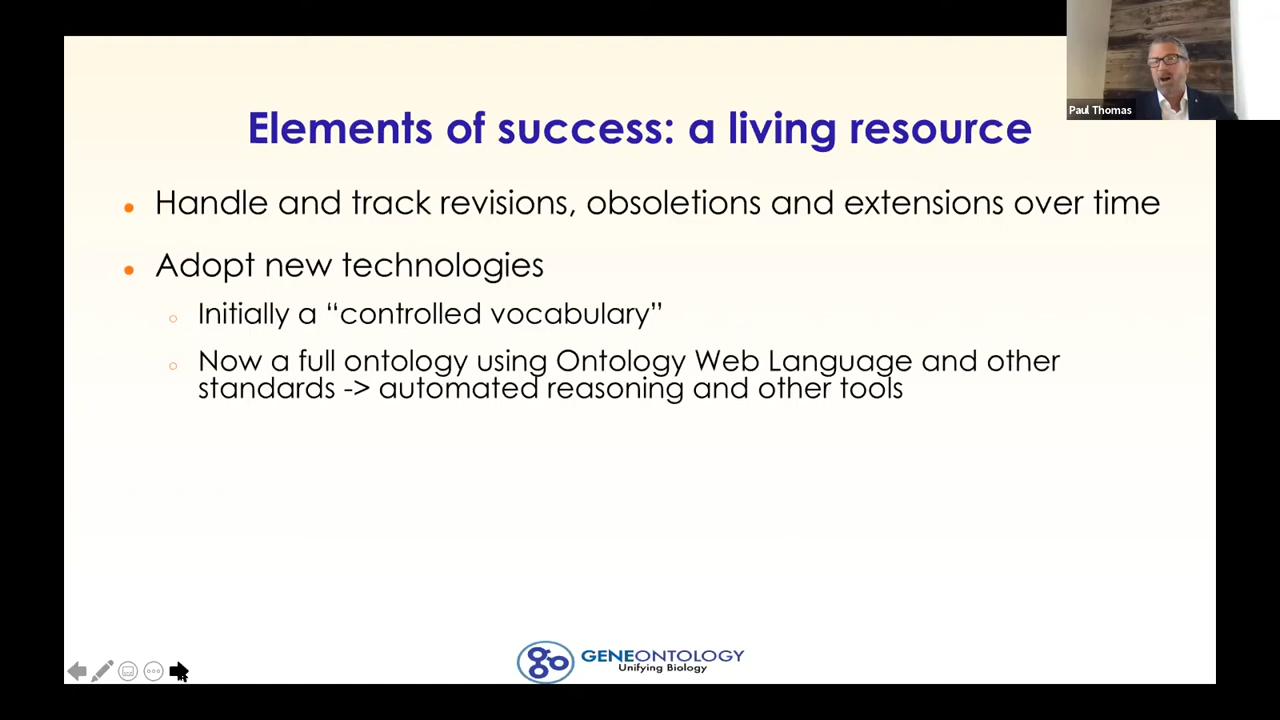 Paul Thomas
Elements of success: a living resource
• Handle and track revisions, obsoletions and extensions over time
• Adopt new technologies
○ Initially a “controlled vocabulary”
○ Now a full ontology using Ontology Web Language and other
standards -> automated reasoning and other tools
go GENEONTOLOGY
Unifying Biology